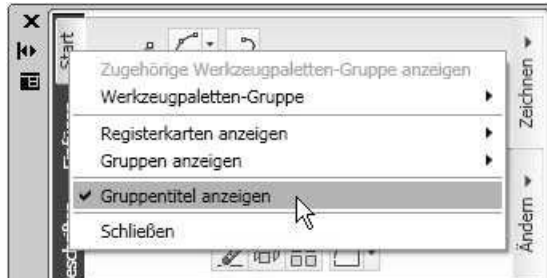 Start
Zugehörige Werkzeugpaletten-Gruppe anzeigen
Werkzeugpaletten-Gruppe
Registerkarten anzeigen
Gruppen anzeigen
Gruppentitel anzeigen
Schließen
Zeichnen
Ändern